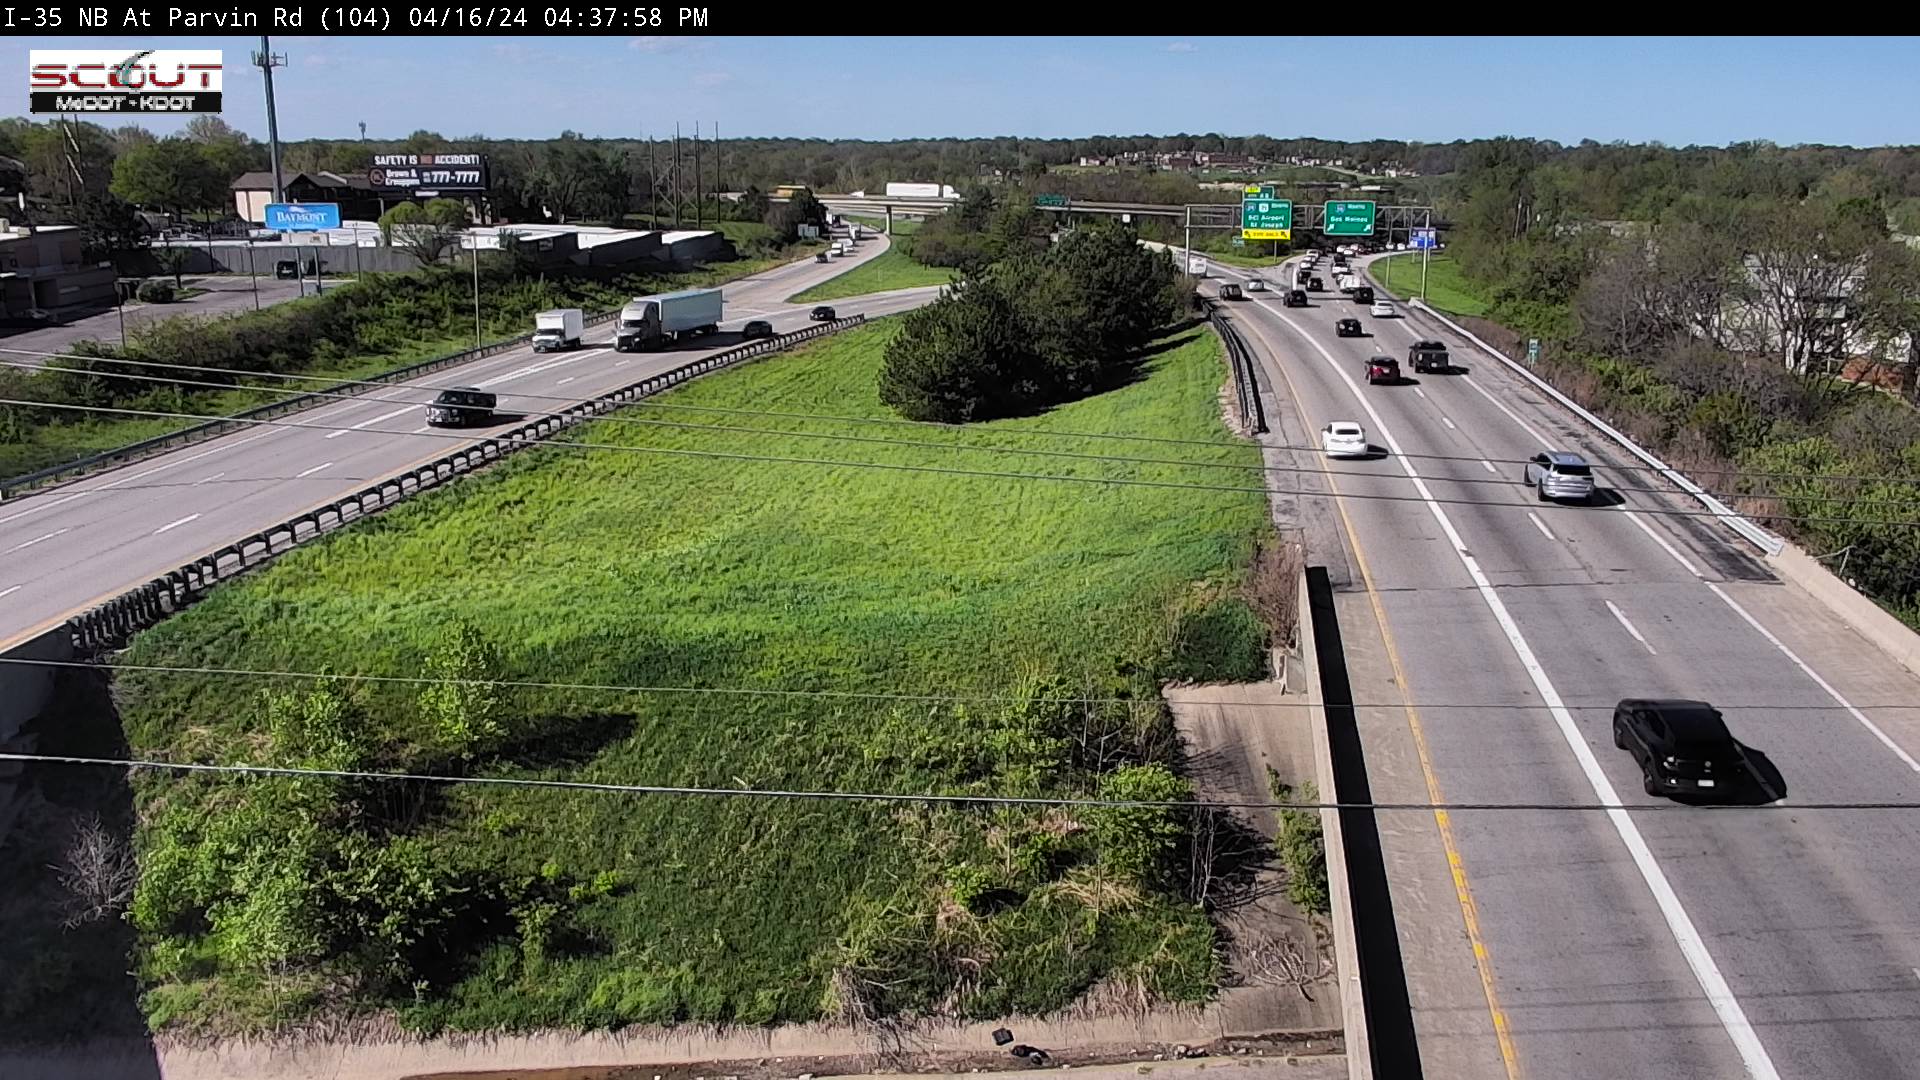 I-35 NB At Parvin Rd (104) 04/16/24 04:37:58 PM
SCOUT
MoDOT - KDOT
SAFETY IS NO ACCIDENT!
Brown &
Crouppen
777-7777
BAYMONT
KCI Airport
St Joseph
Des Moines